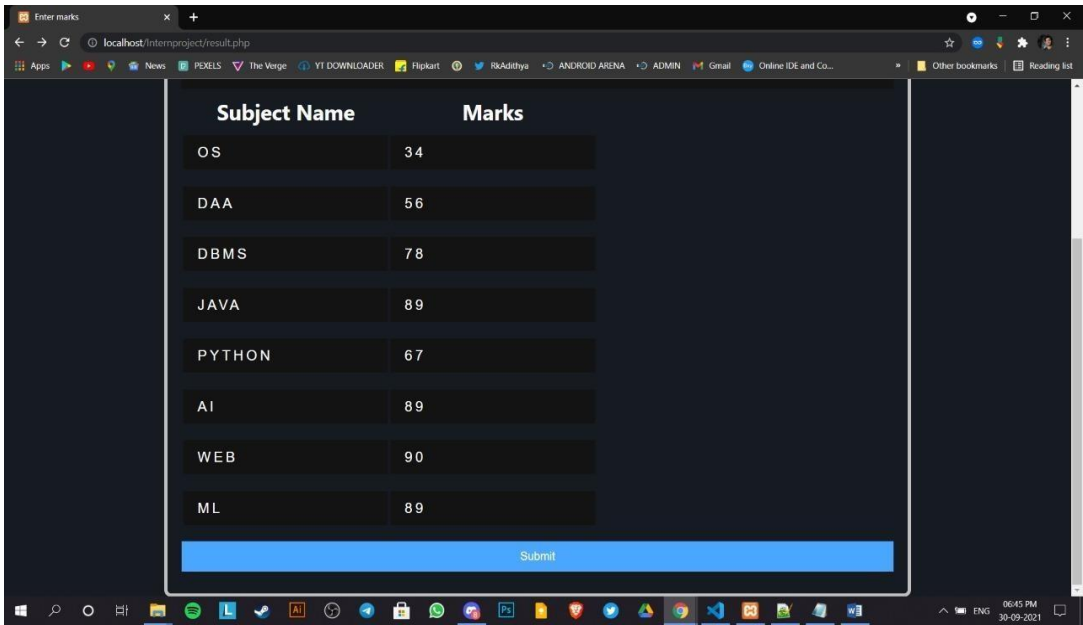 Enter marks
localhost/Internproject/result.php
Apps News PEXELS The Verge YT DOWNLOADER Flipkart RkAdithya ANDROID ARENA ADMIN Gmail Online IDE and Co... » Other bookmarks Reading list
Subject Name Marks
OS 34
DAA 56
DBMS 78
JAVA 89
PYTHON 67
AI 89
WEB 90
ML 89
Submit
L Ai Ps ENG 06:45 PM
30-09-2021